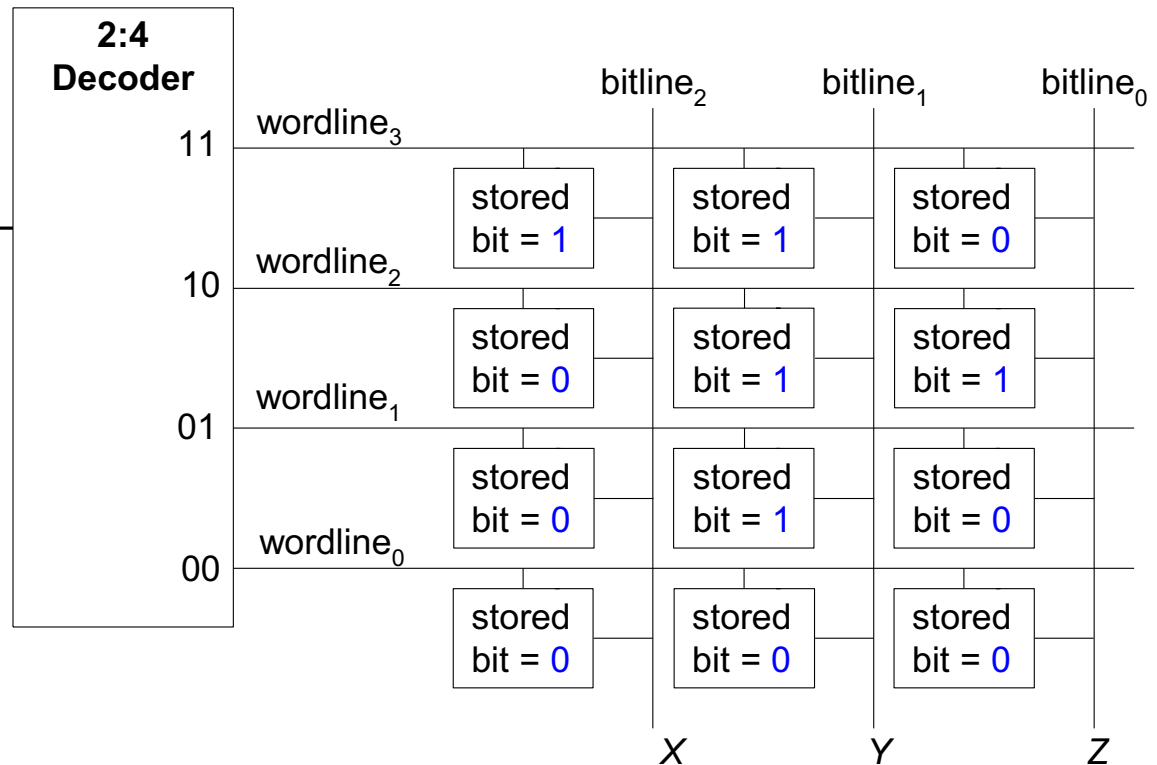 2:4
Decoder
bitline₂ bitline₁ bitline₀
wordline₃
11
stored stored stored
bit = 1 bit = 1 bit = 0
wordline₂
10
stored stored stored
bit = 0 bit = 1 bit = 1
wordline₁
01
stored stored stored
bit = 0 bit = 1 bit = 0
wordline₀
00
stored stored stored
bit = 0 bit = 0 bit = 0
X Y Z